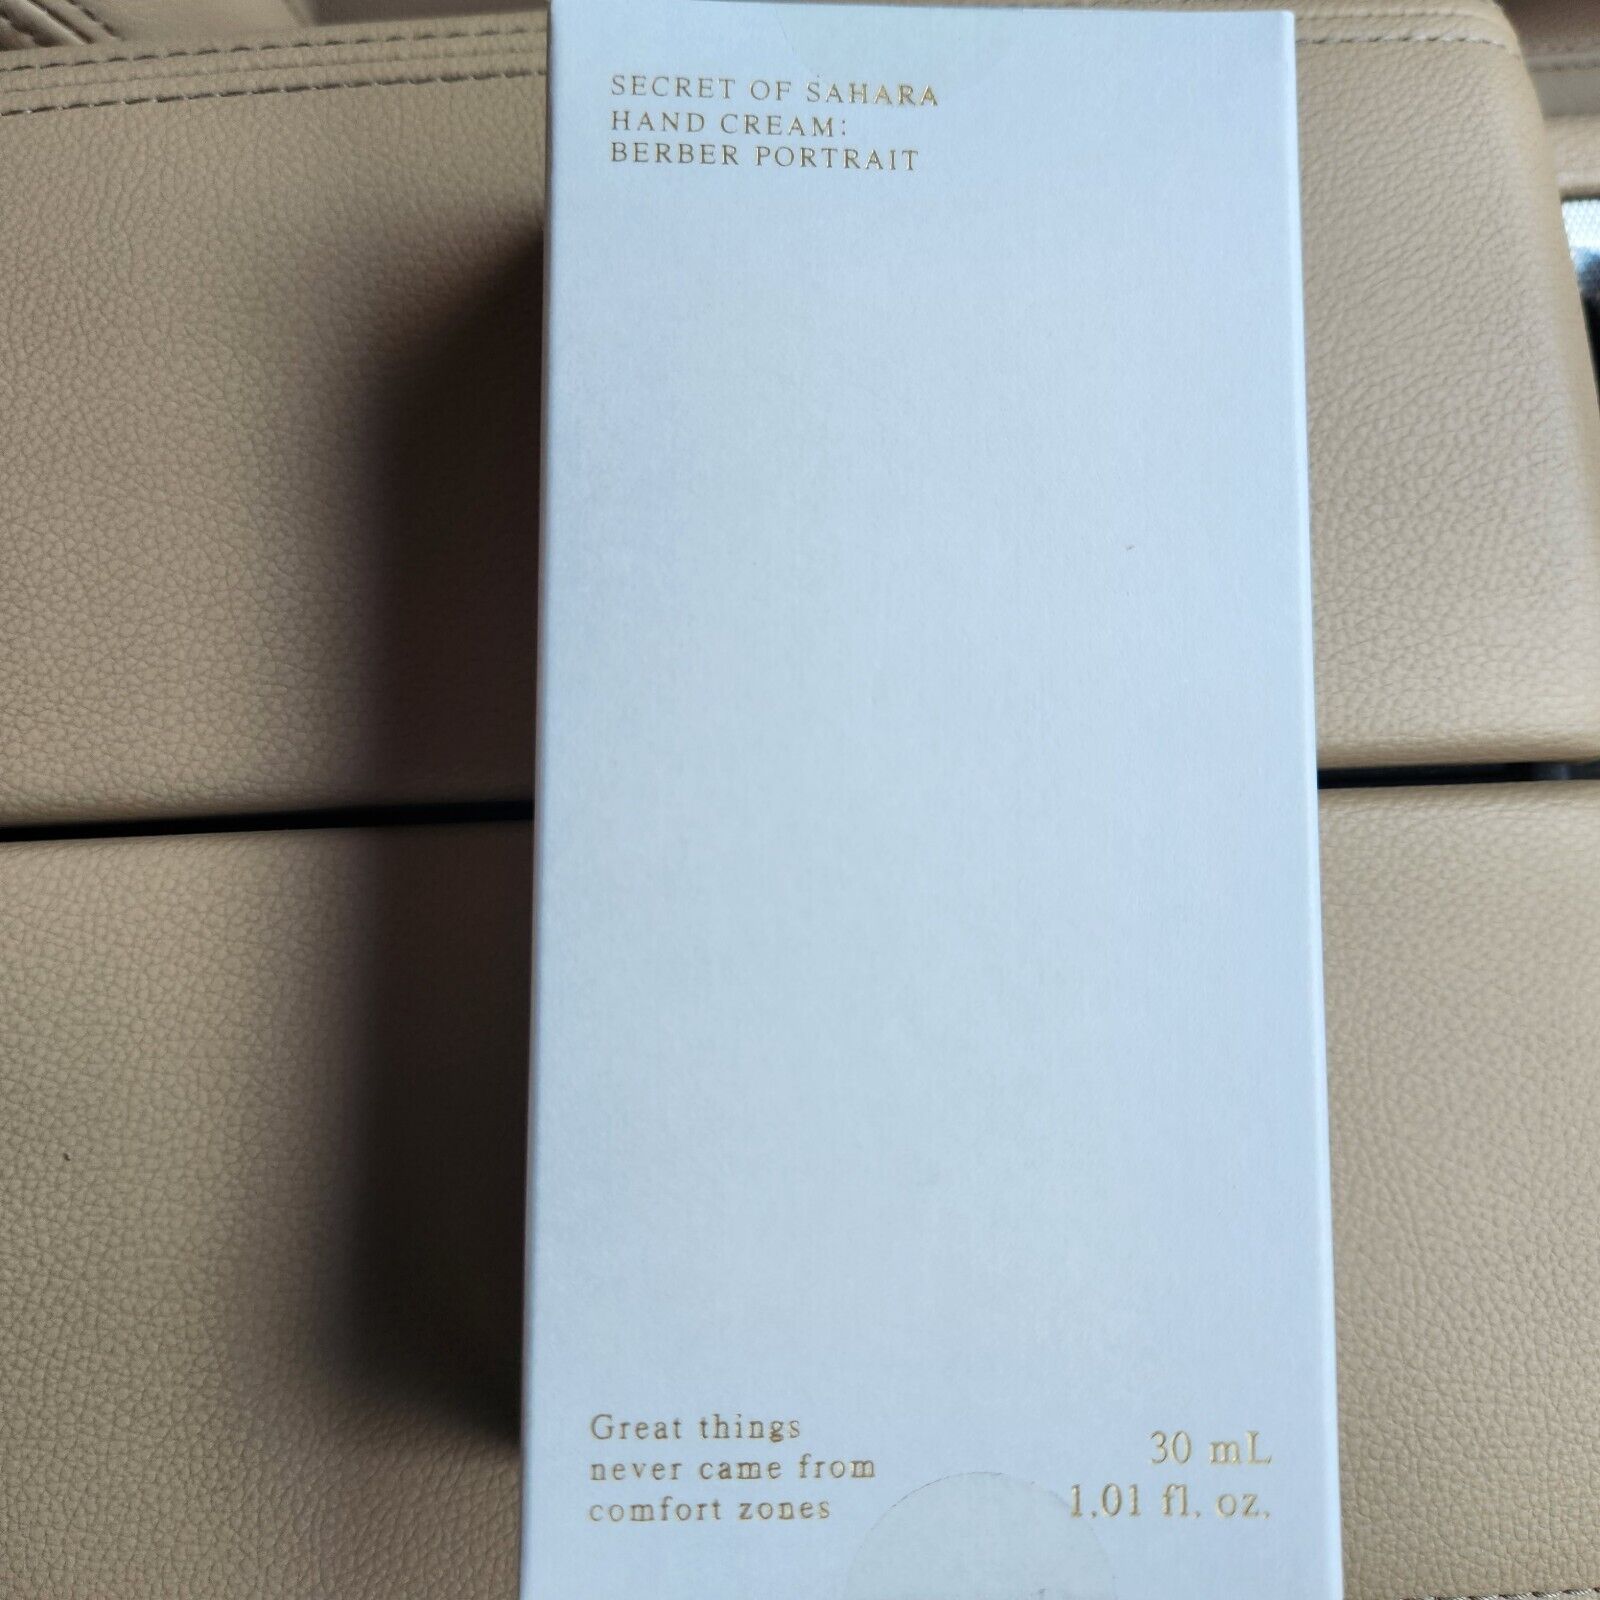 SECRET OF SAHARA
HAND CREAM:
BERBER PORTRAIT
Great things
never came from
comfort zones
30 mL
1.01 fl. oz.